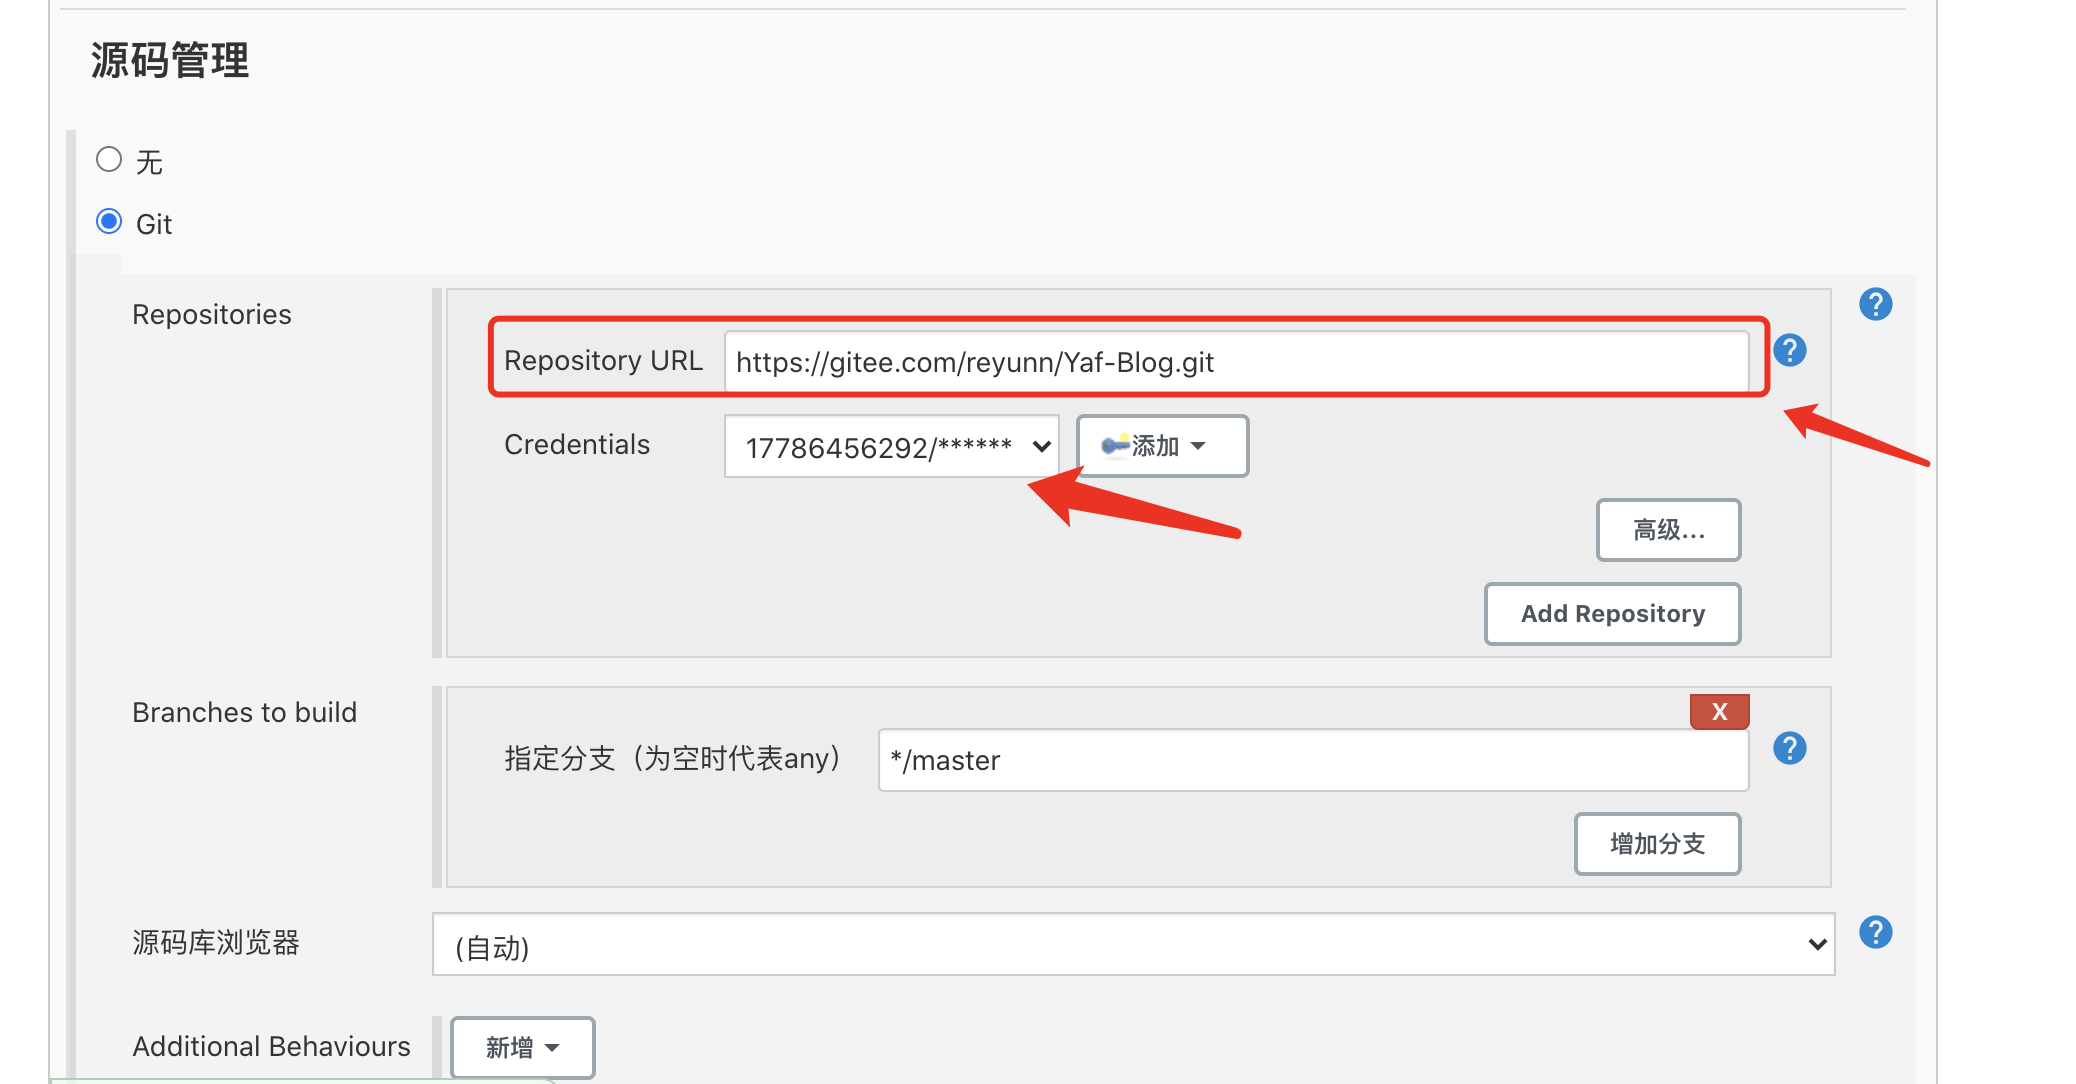 源码管理
无
Git
Repositories
?
Repository URL
https://gitee.com/reyunn/Yaf-Blog.git
?
Credentials
17786456292/******
添加
高级...
Add Repository
Branches to build
X
指定分支（为空时代表any）
*/master
?
增加分支
源码库浏览器
(自动)
?
Additional Behaviours
新增